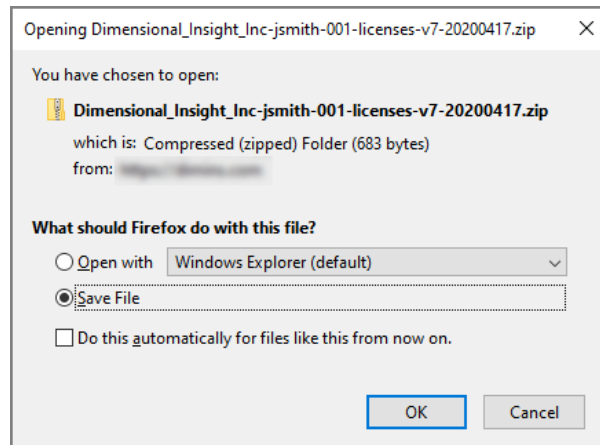 Opening Dimensional_Insight_Inc-jsmith-001-licenses-v7-20200417.zip
You have chosen to open:
Dimensional_Insight_Inc-jsmith-001-licenses-v7-20200417.zip
which is: Compressed (zipped) Folder (683 bytes)
from:
What should Firefox do with this file?
Open with Windows Explorer (default)
Save File
Do this automatically for files like this from now on.
OK Cancel